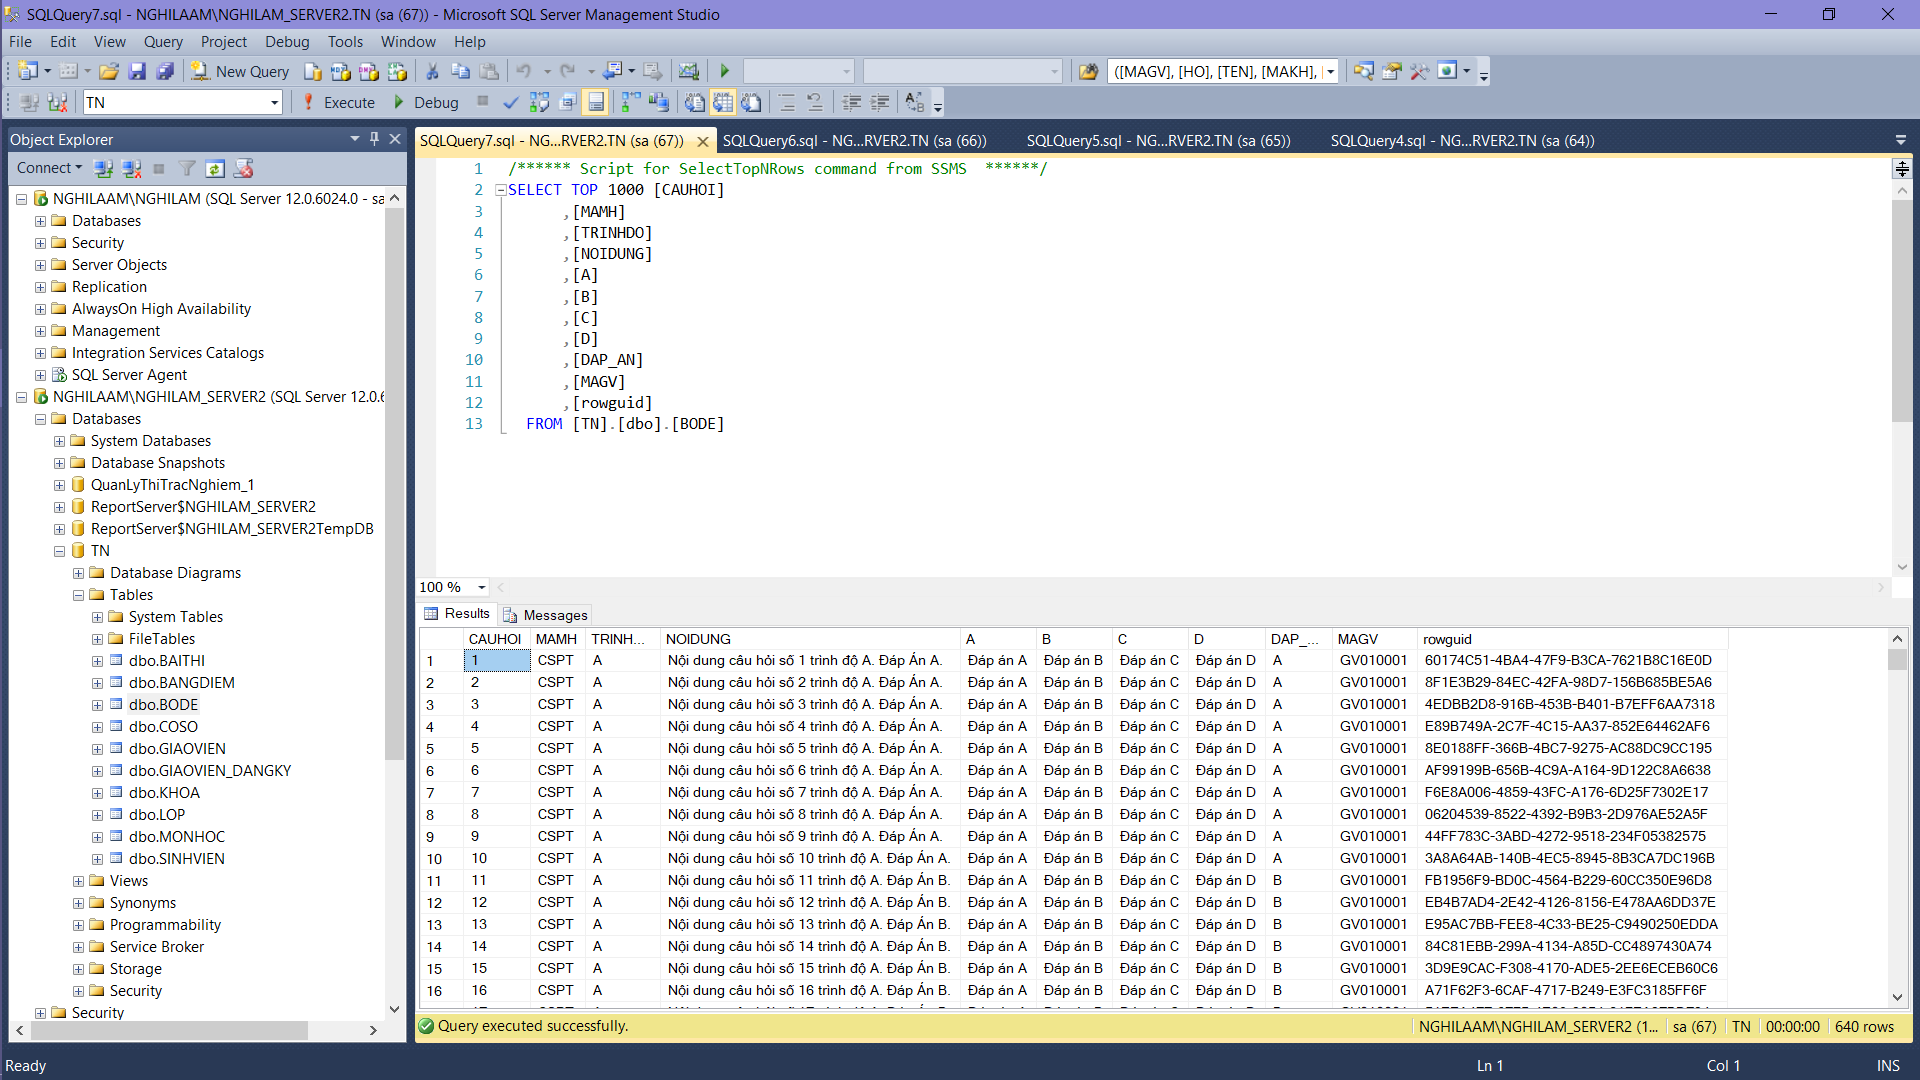 SQLQuery7.sql - NGHILAAM\NGHILAM_SERVER2.TN (sa (67)) - Microsoft SQL Server Management Studio
File Edit View Query Project Debug Tools Window Help
New Query ([MAGV], [HO], [TEN], [MAKH], [
TN Execute Debug
Object Explorer
Connect
NGHILAAM\NGHILAM (SQL Server 12.0.6024.0 - sa
Databases
Security
Server Objects
Replication
AlwaysOn High Availability
Management
Integration Services Catalogs
SQL Server Agent
NGHILAAM\NGHILAM_SERVER2 (SQL Server 12.0.6
Databases
System Databases
Database Snapshots
QuanLyThiTracNghiem_1
ReportServer$NGHILAM_SERVER2
ReportServer$NGHILAM_SERVER2TempDB
TN
Database Diagrams
Tables
System Tables
FileTables
dbo.BAITHI
dbo.BANGDIEM
dbo.BODE
dbo.COSO
dbo.GIAOVIEN
dbo.GIAOVIEN_DANGKY
dbo.KHOA
dbo.LOP
dbo.MONHOC
dbo.SINHVIEN
Views
Synonyms
Programmability
Service Broker
Storage
Security
Security
SQLQuery7.sql - NG...RVER2.TN (sa (67)) SQLQuery6.sql - NG...RVER2.TN (sa (66)) SQLQuery5.sql - NG...RVER2.TN (sa (65)) SQLQuery4.sql - NG...RVER2.TN (sa (64))
1 /****** Script for SelectTopNRows command from SSMS ******/
2 SELECT TOP 1000 [CAUHOI]
3 ,[MAMH]
4 ,[TRINHDO]
5 ,[NOIDUNG]
6 ,[A]
7 ,[B]
8 ,[C]
9 ,[D]
10 ,[DAP_AN]
11 ,[MAGV]
12 ,[rowguid]
13 FROM [TN].[dbo].[BODE]
100 %
Results Messages
CAUHOI MAMH TRINH... NOIDUNG A B C D DAP_... MAGV rowguid
1 1 CSPT A Nội dung câu hỏi số 1 trình độ A. Đáp Án A. Đáp án A Đáp án B Đáp án C Đáp án D A GV010001 60174C51-4BA4-47F9-B3CA-7621B8C16E0D
2 2 CSPT A Nội dung câu hỏi số 2 trình độ A. Đáp Án A. Đáp án A Đáp án B Đáp án C Đáp án D A GV010001 8F1E3B29-84EC-42FA-98D7-156B685BE5A6
3 3 CSPT A Nội dung câu hỏi số 3 trình độ A. Đáp Án A. Đáp án A Đáp án B Đáp án C Đáp án D A GV010001 4EDBB2D8-916B-453B-B401-B7EFF6AA7318
4 4 CSPT A Nội dung câu hỏi số 4 trình độ A. Đáp Án A. Đáp án A Đáp án B Đáp án C Đáp án D A GV010001 E89B749A-2C7F-4C15-AA37-852E64462AF6
5 5 CSPT A Nội dung câu hỏi số 5 trình độ A. Đáp Án A. Đáp án A Đáp án B Đáp án C Đáp án D A GV010001 8E0188FF-366B-4BC7-9275-AC88DC9CC195
6 6 CSPT A Nội dung câu hỏi số 6 trình độ A. Đáp Án A. Đáp án A Đáp án B Đáp án C Đáp án D A GV010001 AF99199B-656B-4C9A-A164-9D122C8A6638
7 7 CSPT A Nội dung câu hỏi số 7 trình độ A. Đáp Án A. Đáp án A Đáp án B Đáp án C Đáp án D A GV010001 F6E8A006-4859-43FC-A176-6D25F7302E17
8 8 CSPT A Nội dung câu hỏi số 8 trình độ A. Đáp Án A. Đáp án A Đáp án B Đáp án C Đáp án D A GV010001 06204539-8522-4392-B9B3-2D976AE52A5F
9 9 CSPT A Nội dung câu hỏi số 9 trình độ A. Đáp Án A. Đáp án A Đáp án B Đáp án C Đáp án D A GV010001 44FF783C-3ABD-4272-9518-234F05382575
10 10 CSPT A Nội dung câu hỏi số 10 trình độ A. Đáp Án A. Đáp án A Đáp án B Đáp án C Đáp án D A GV010001 3A8A64AB-140B-4EC5-8945-8B3CA7DC196B
11 11 CSPT A Nội dung câu hỏi số 11 trình độ A. Đáp Án B. Đáp án A Đáp án B Đáp án C Đáp án D B GV010001 FB1956F9-BD0C-4564-B229-60CC350E96D8
12 12 CSPT A Nội dung câu hỏi số 12 trình độ A. Đáp Án B. Đáp án A Đáp án B Đáp án C Đáp án D B GV010001 EB4B7AD4-2E42-4126-8156-E478AA6DD37E
13 13 CSPT A Nội dung câu hỏi số 13 trình độ A. Đáp Án B. Đáp án A Đáp án B Đáp án C Đáp án D B GV010001 E95AC7BB-FEE8-4C33-BE25-C9490250EDDA
14 14 CSPT A Nội dung câu hỏi số 14 trình độ A. Đáp Án B. Đáp án A Đáp án B Đáp án C Đáp án D B GV010001 84C81EBB-299A-4134-A85D-CC4897430A74
15 15 CSPT A Nội dung câu hỏi số 15 trình độ A. Đáp Án B. Đáp án A Đáp án B Đáp án C Đáp án D B GV010001 3D9E9CAC-F308-4170-ADE5-2EE6ECEB60C6
16 16 CSPT A Nội dung câu hỏi số 16 trình độ A. Đáp Án B. Đáp án A Đáp án B Đáp án C Đáp án D B GV010001 A71F62F3-6CAF-4717-B249-E3FC3185FF6F
Query executed successfully. NGHILAAM\NGHILAM_SERVER2 (1... sa (67) TN 00:00:00 640 rows
Ready Ln 1 Col 1 INS